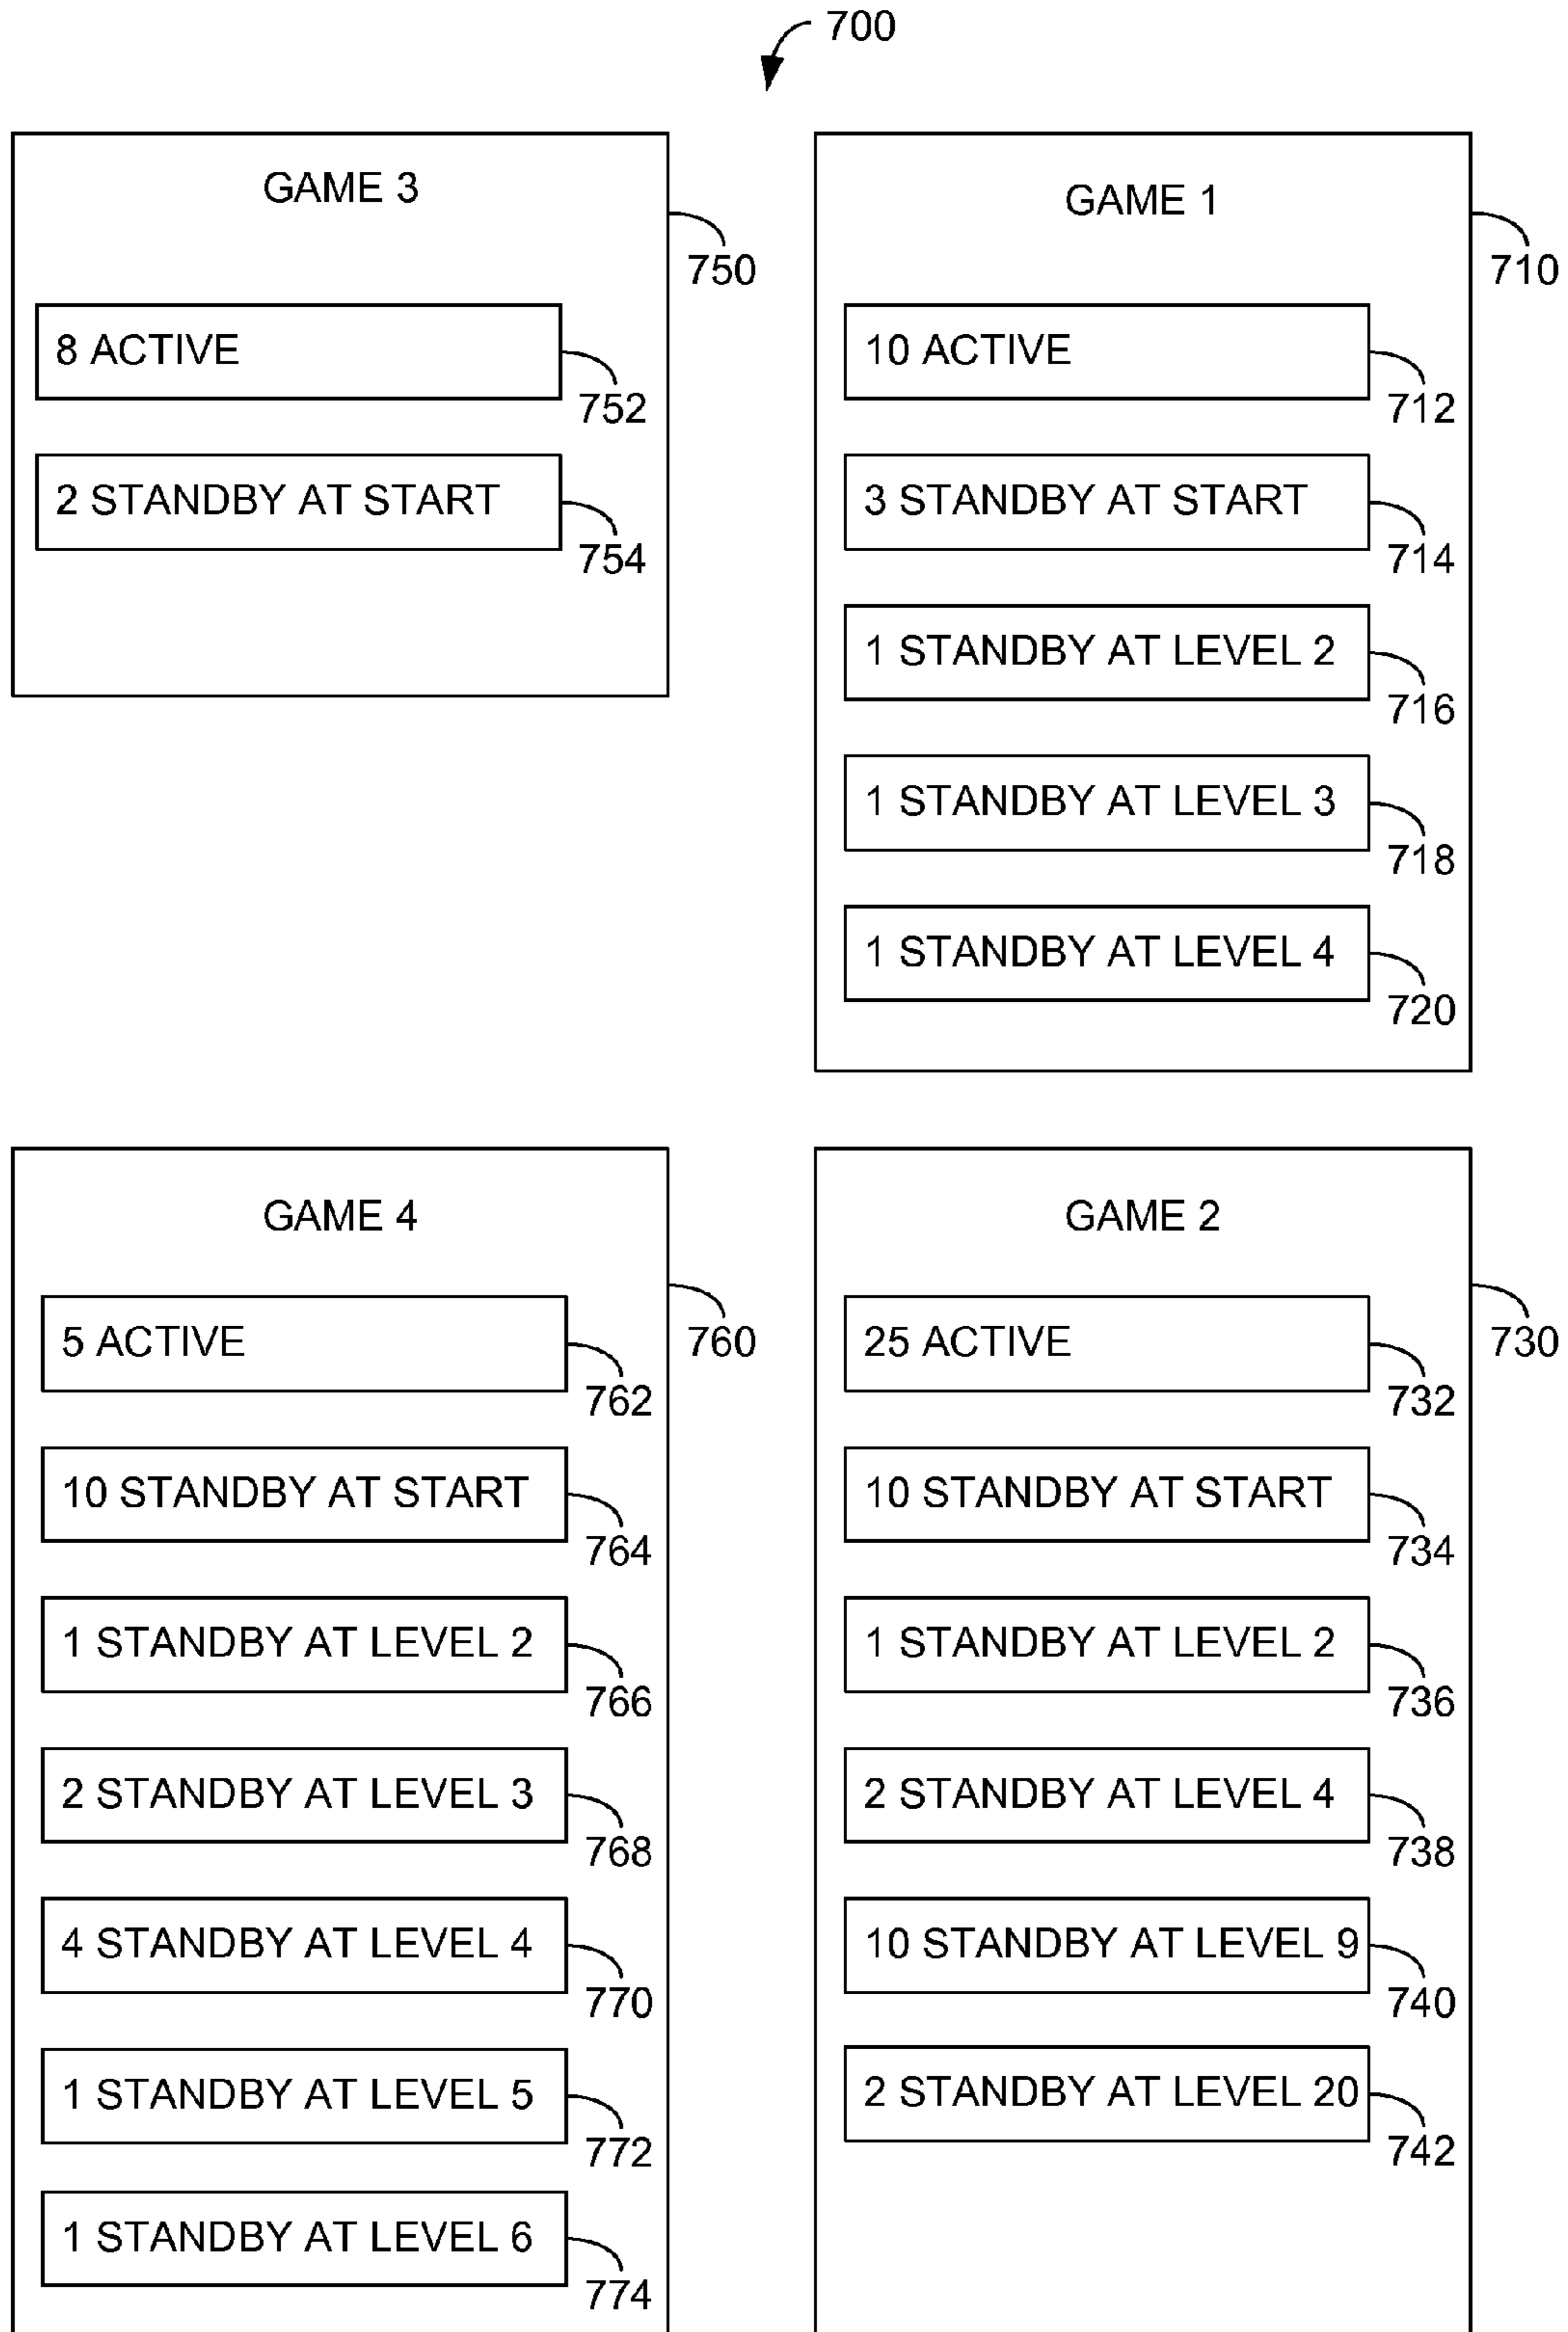 700
GAME 3
750
8 ACTIVE
752
2 STANDBY AT START
754
GAME 1
710
10 ACTIVE
712
3 STANDBY AT START
714
1 STANDBY AT LEVEL 2
716
1 STANDBY AT LEVEL 3
718
1 STANDBY AT LEVEL 4
720
GAME 4
760
5 ACTIVE
762
10 STANDBY AT START
764
1 STANDBY AT LEVEL 2
766
2 STANDBY AT LEVEL 3
768
4 STANDBY AT LEVEL 4
770
1 STANDBY AT LEVEL 5
772
1 STANDBY AT LEVEL 6
774
GAME 2
730
25 ACTIVE
732
10 STANDBY AT START
734
1 STANDBY AT LEVEL 2
736
2 STANDBY AT LEVEL 4
738
10 STANDBY AT LEVEL 9
740
2 STANDBY AT LEVEL 20
742